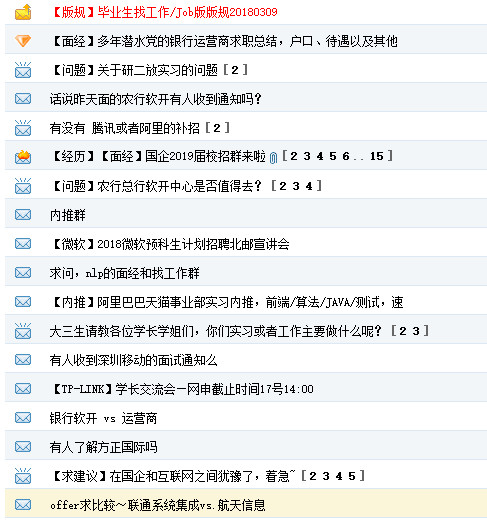 【版规】毕业生找工作/Job版版规20180309
【面经】多年潜水党的银行运营商求职总结，户口、待遇以及其他
【问题】关于研二放实习的问题 [ 2 ]
话说昨天面的农行软开有人收到通知吗?
有没有 腾讯或者阿里的补招 [ 2 ]
【经历】【面经】国企2019届校招群来啦 [ 2 3 4 5 6 .. 15 ]
【问题】农行总行软开中心是否值得去? [ 2 3 4 ]
内推群
【微软】2018微软预科生计划招聘北邮宣讲会
求问，nlp的面经和找工作群
【内推】阿里巴巴天猫事业部实习内推，前端/算法/JAVA/测试，速
大三生请教各位学长学姐们，你们实习或者工作主要做什么呢? [ 2 3 ]
有人收到深圳移动的面试通知么
【TP-LINK】学长交流会—网申截止时间17号14:00
银行软开 vs 运营商
有人了解方正国际吗
【求建议】在国企和互联网之间犹豫了，着急~ [ 2 3 4 5 ]
offer求比较～联通系统集成vs.航天信息